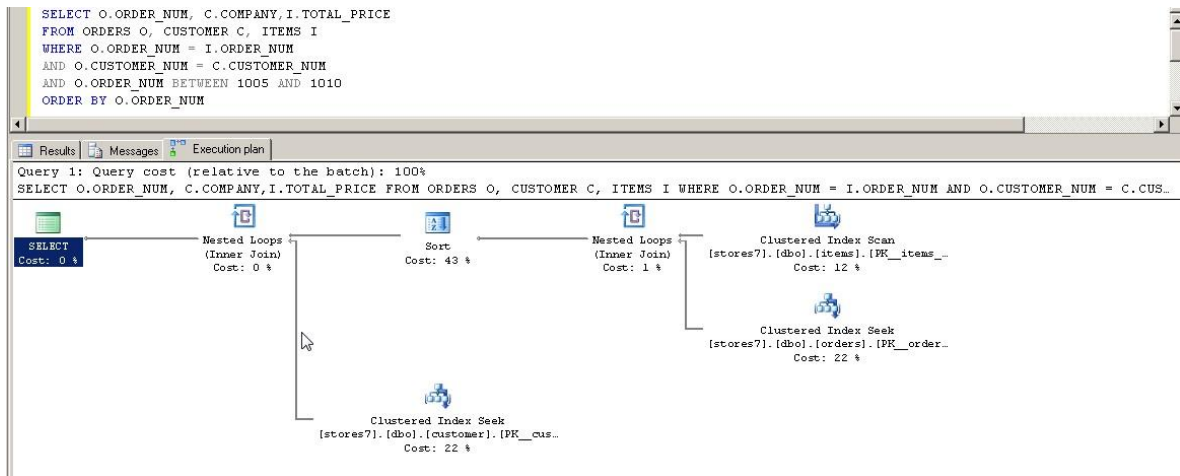 SELECT O.ORDER_NUM, C.COMPANY,I.TOTAL_PRICE
FROM ORDERS O, CUSTOMER C, ITEMS I
WHERE O.ORDER_NUM = I.ORDER_NUM
AND O.CUSTOMER_NUM = C.CUSTOMER_NUM
AND O.ORDER_NUM BETWEEN 1005 AND 1010
ORDER BY O.ORDER_NUM
Results Messages Execution plan
Query 1: Query cost (relative to the batch): 100%
SELECT O.ORDER_NUM, C.COMPANY,I.TOTAL_PRICE FROM ORDERS O, CUSTOMER C, ITEMS I WHERE O.ORDER_NUM = I.ORDER_NUM AND O.CUSTOMER_NUM = C.CUS…
SELECT
Cost: 0 %
Nested Loops
(Inner Join)
Cost: 0 %
Sort
Cost: 43 %
Nested Loops
(Inner Join)
Cost: 1 %
Clustered Index Scan
[stores7].[dbo].[items].[PK__items_…
Cost: 12 %
Clustered Index Seek
[stores7].[dbo].[orders].[PK__order…
Cost: 22 %
Clustered Index Seek
[stores7].[dbo].[customer].[PK__cus…
Cost: 22 %